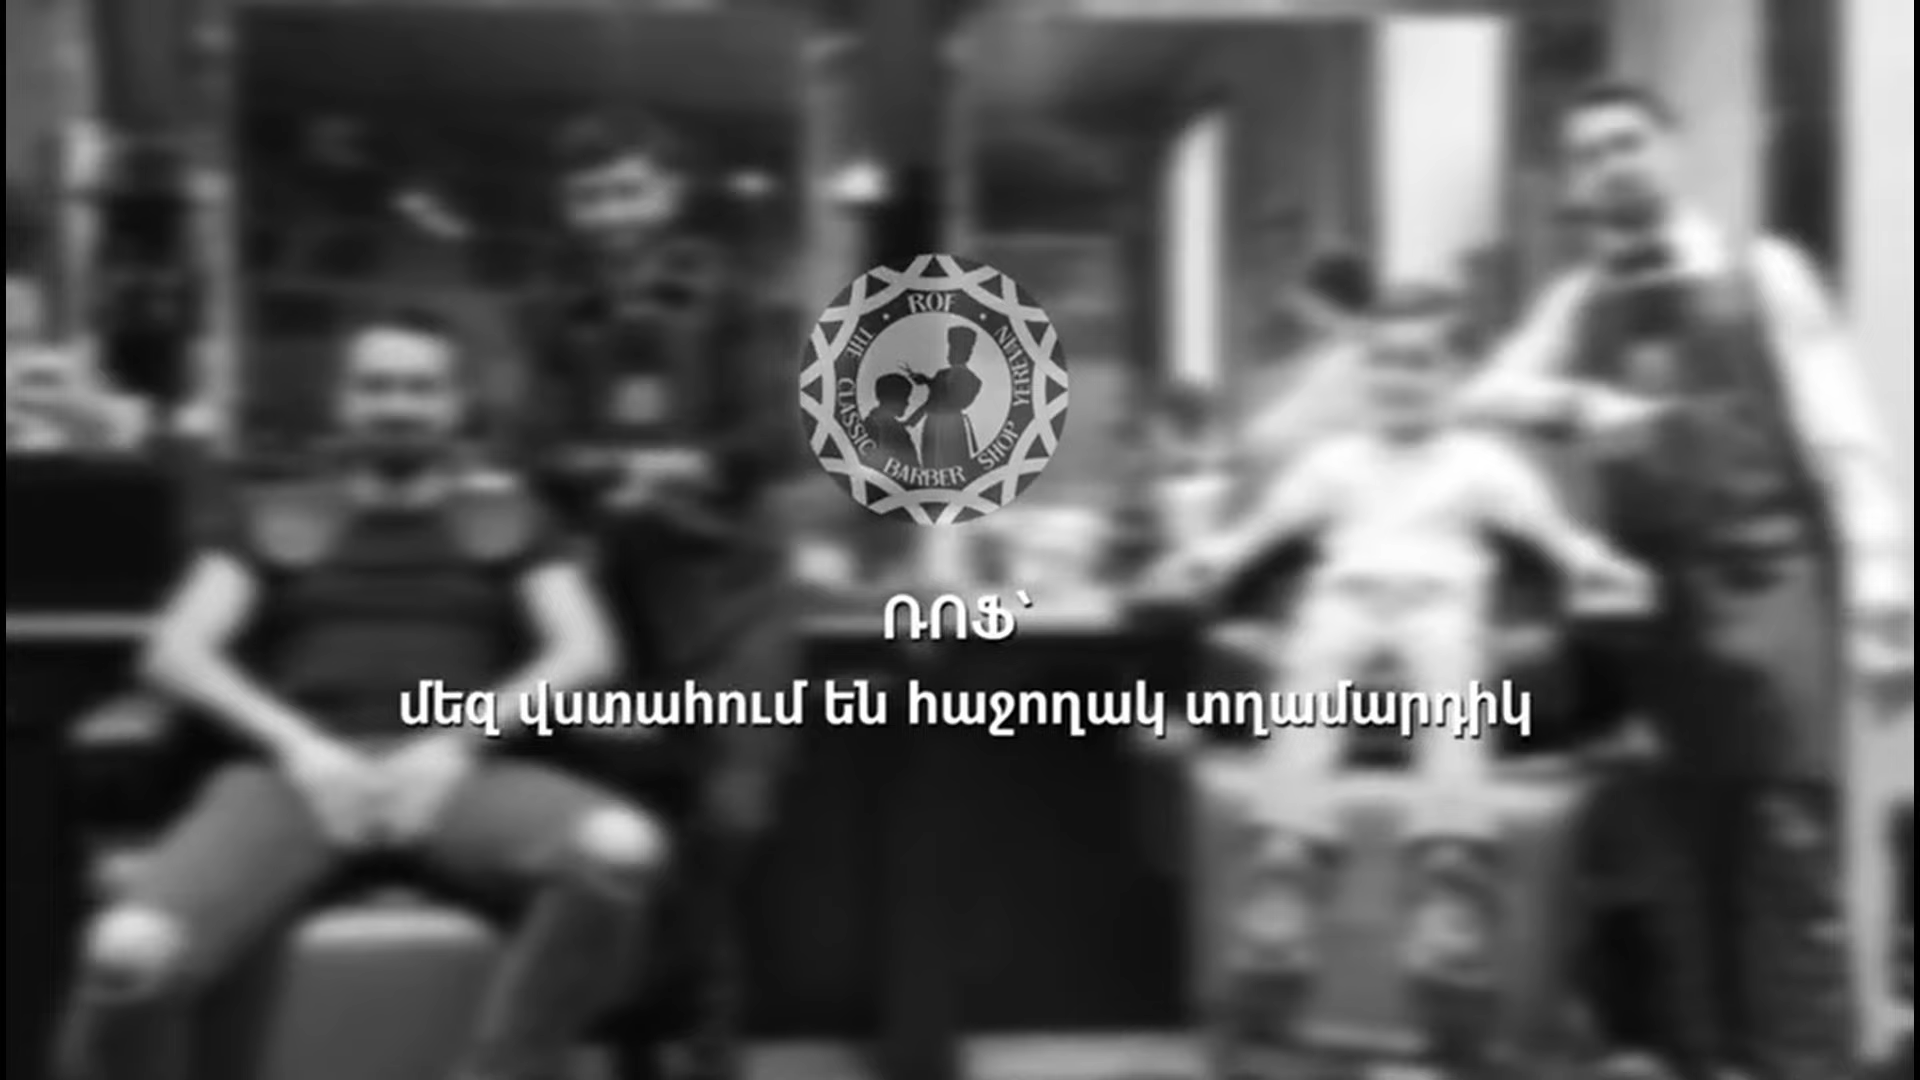 ROF
THE CLASSIC BARBER SHOP YEREVAN
ՌՈՖ՝
մեզ վստահում են հաջողակ տղամարդիկ